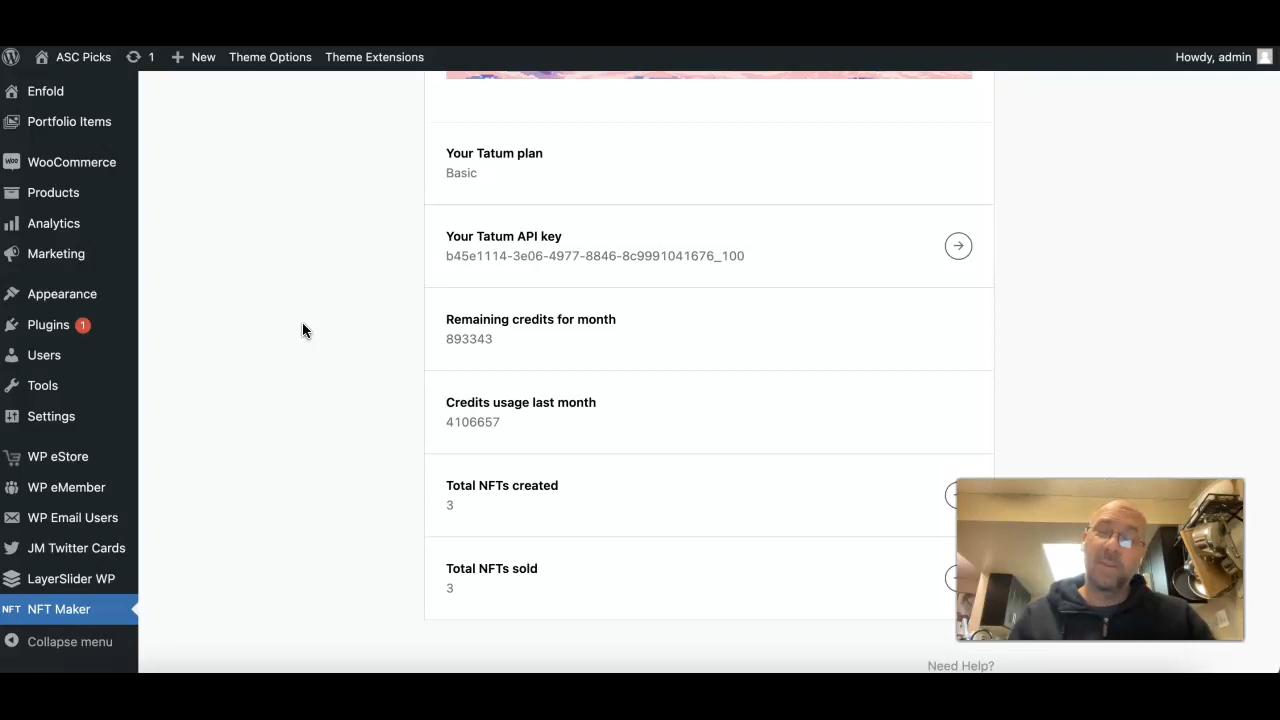 ASC Picks
1
New
Theme Options
Theme Extensions
Howdy, admin
Enfold
Portfolio Items
WooCommerce
Products
Analytics
Marketing
Appearance
Plugins 1
Users
Tools
Settings
WP eStore
WP eMember
WP Email Users
JM Twitter Cards
LayerSlider WP
NFT NFT Maker
Collapse menu
Your Tatum plan
Basic
Your Tatum API key
b45e1114-3e06-4977-8846-8c9991041676_100
Remaining credits for month
893343
Credits usage last month
4106657
Total NFTs created
3
Total NFTs sold
3
Need Help?